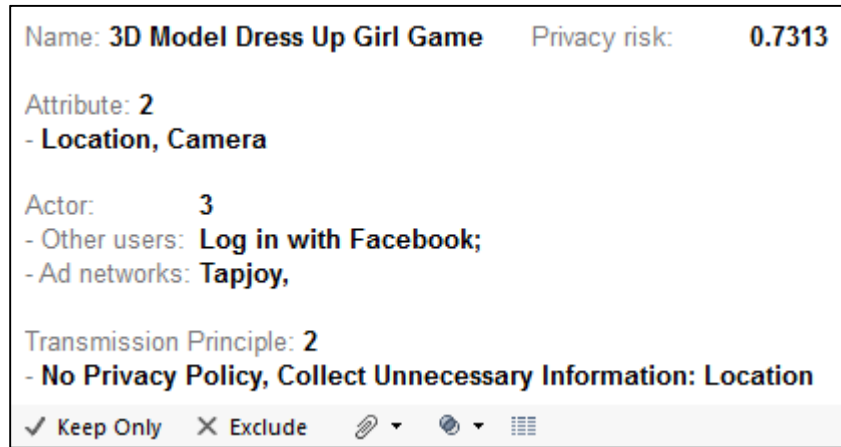 Name: 3D Model Dress Up Girl Game Privacy risk: 0.7313
Attribute: 2
- Location, Camera
Actor: 3
- Other users: Log in with Facebook;
- Ad networks: Tapjoy,
Transmission Principle: 2
- No Privacy Policy, Collect Unnecessary Information: Location
Keep Only Exclude